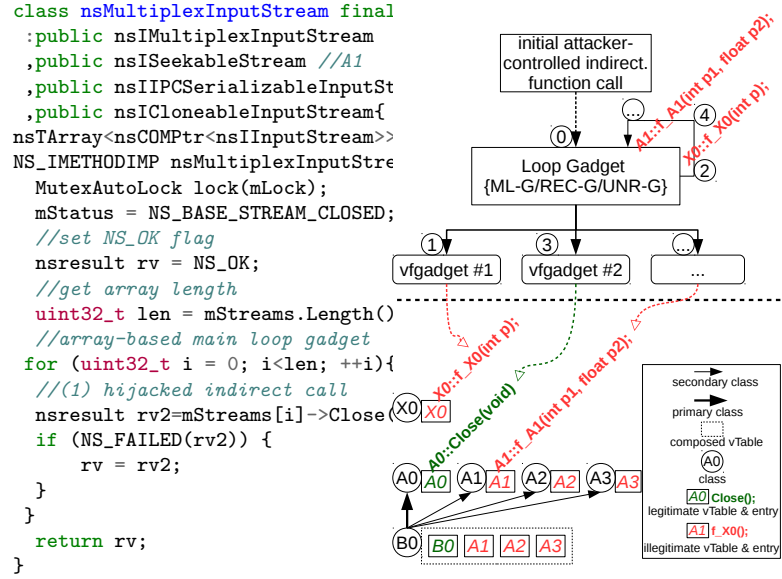 class nsMultiplexInputStream final
:public nsIMultiplexInputStream
,public nsISeekableStream //A1
,public nsIIPCSerializableInputSt
,public nsICloneableInputStream{
nsTArray<nsCOMPtr<nsIInputStream>>
NS_IMETHODIMP nsMultiplexInputStre
MutexAutoLock lock(mLock);
mStatus = NS_BASE_STREAM_CLOSED;
//set NS_OK flag
nsresult rv = NS_OK;
//get array length
uint32_t len = mStreams.Length()
//array-based main loop gadget
for (uint32_t i = 0; i<len; ++i){
//(1) hijacked indirect call
nsresult rv2=mStreams[i]->Close(
if (NS_FAILED(rv2)) {
rv = rv2;
}
}
return rv;
}
initial attacker-
controlled indirect.
function call
A1::f_A1(int p1, float p2);
X0::f_X0(int p);
...
4
0
2
Loop Gadget
{ML-G/REC-G/UNR-G}
1
3
...
vfgadget #1
vfgadget #2
...
X0::f_X0(int p);
A0::Close(void)
A1::f_A1(int p1, float p2);
X0 X0
A0 A0 A1 A1 A2 A2 A3 A3
B0 B0 A1 A2 A3
secondary class
primary class
composed vTable
A0
class
A0 Close();
legitimate vTable & entry
A1 f_X0();
illegitimate vTable & entry